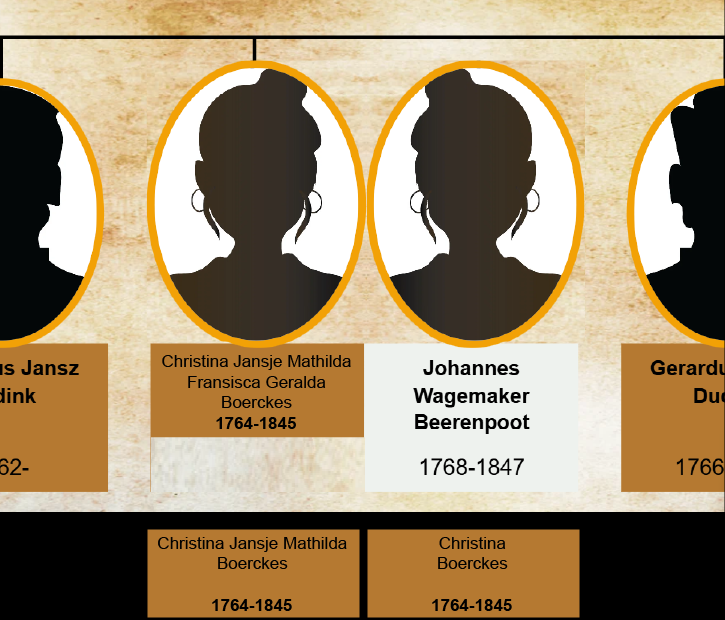 us Jansz
dink
62-
Christina Jansje Mathilda
Fransisca Geralda
Boerckes
1764-1845
Johannes
Wagemaker
Beerenpoot
1768-1847
Gerardu
Du
1766
Christina Jansje Mathilda
Boerckes
1764-1845
Christina
Boerckes
1764-1845